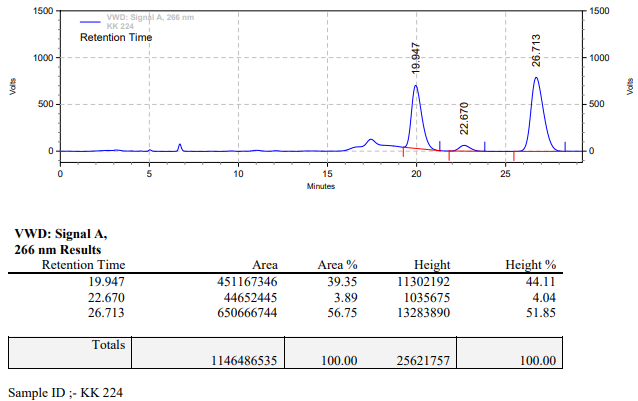 VWD: Signal A, 266 nm
KK 224
Retention Time
1500 1500
1000 1000
500 500
0 0
Volts Volts
19.947
22.670
26.713
0 5 10 15 20 25
Minutes
VWD: Signal A,
266 nm Results
Retention Time Area Area % Height Height %
19.947 451167346 39.35 11302192 44.11
22.670 44652445 3.89 1035675 4.04
26.713 650666744 56.75 13283890 51.85
Totals
1146486535 100.00 25621757 100.00
Sample ID ;- KK 224